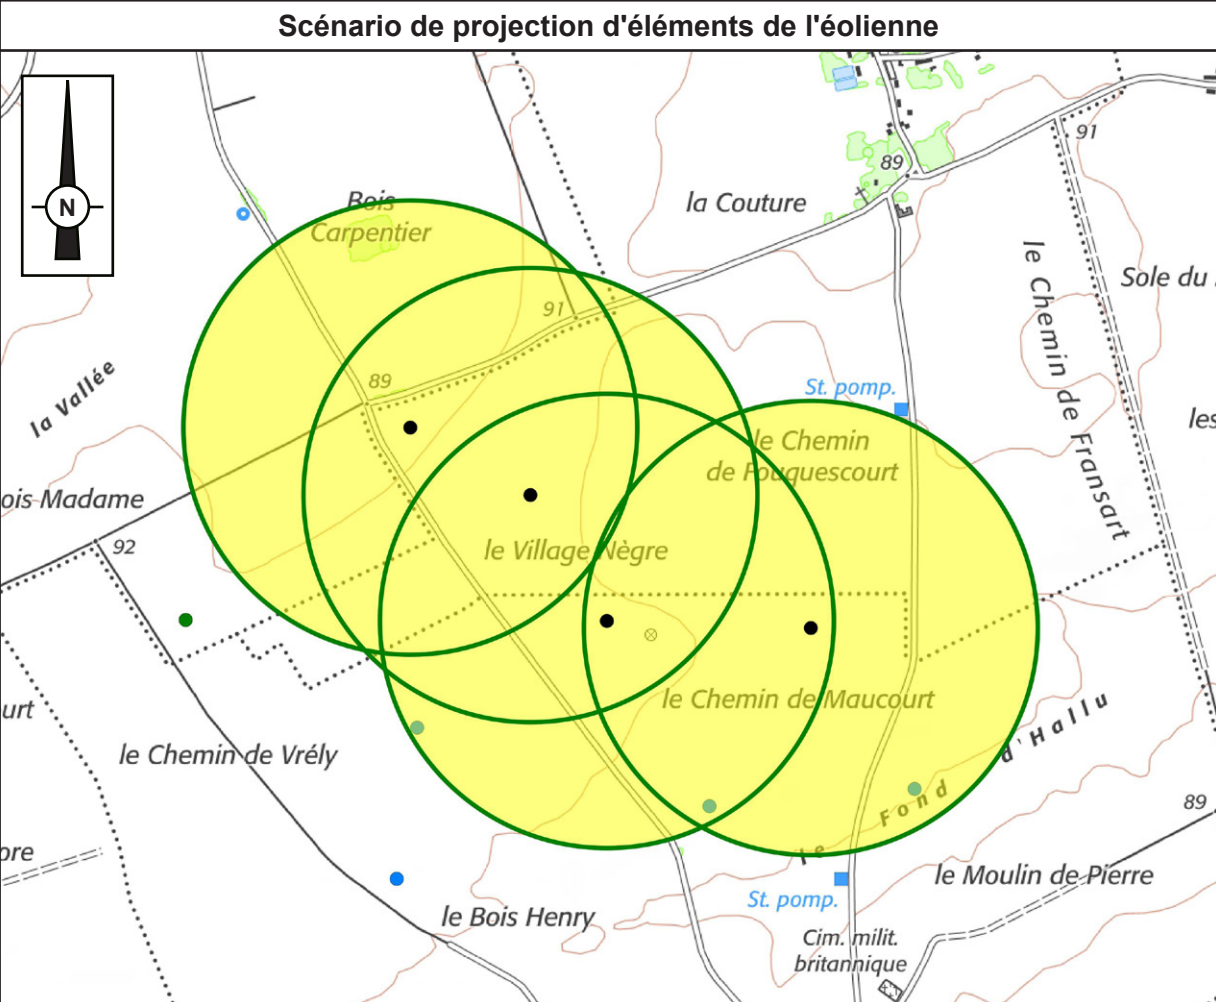 Scénario de projection d'éléments de l'éolienne
N
91
89
la Couture
Bois
Carpentier
le Chemin de Fransart
Sole du
91
la Vallée
89
St. pomp.
les
le Chemin
de Fouquescourt
ois Madame
92
le Village Nègre
le Chemin de Maucourt
urt
le Chemin de Vrély
le Fond d'Hallu
89
ore
le Moulin de Pierre
St. pomp.
le Bois Henry
Cim. milit.
britannique